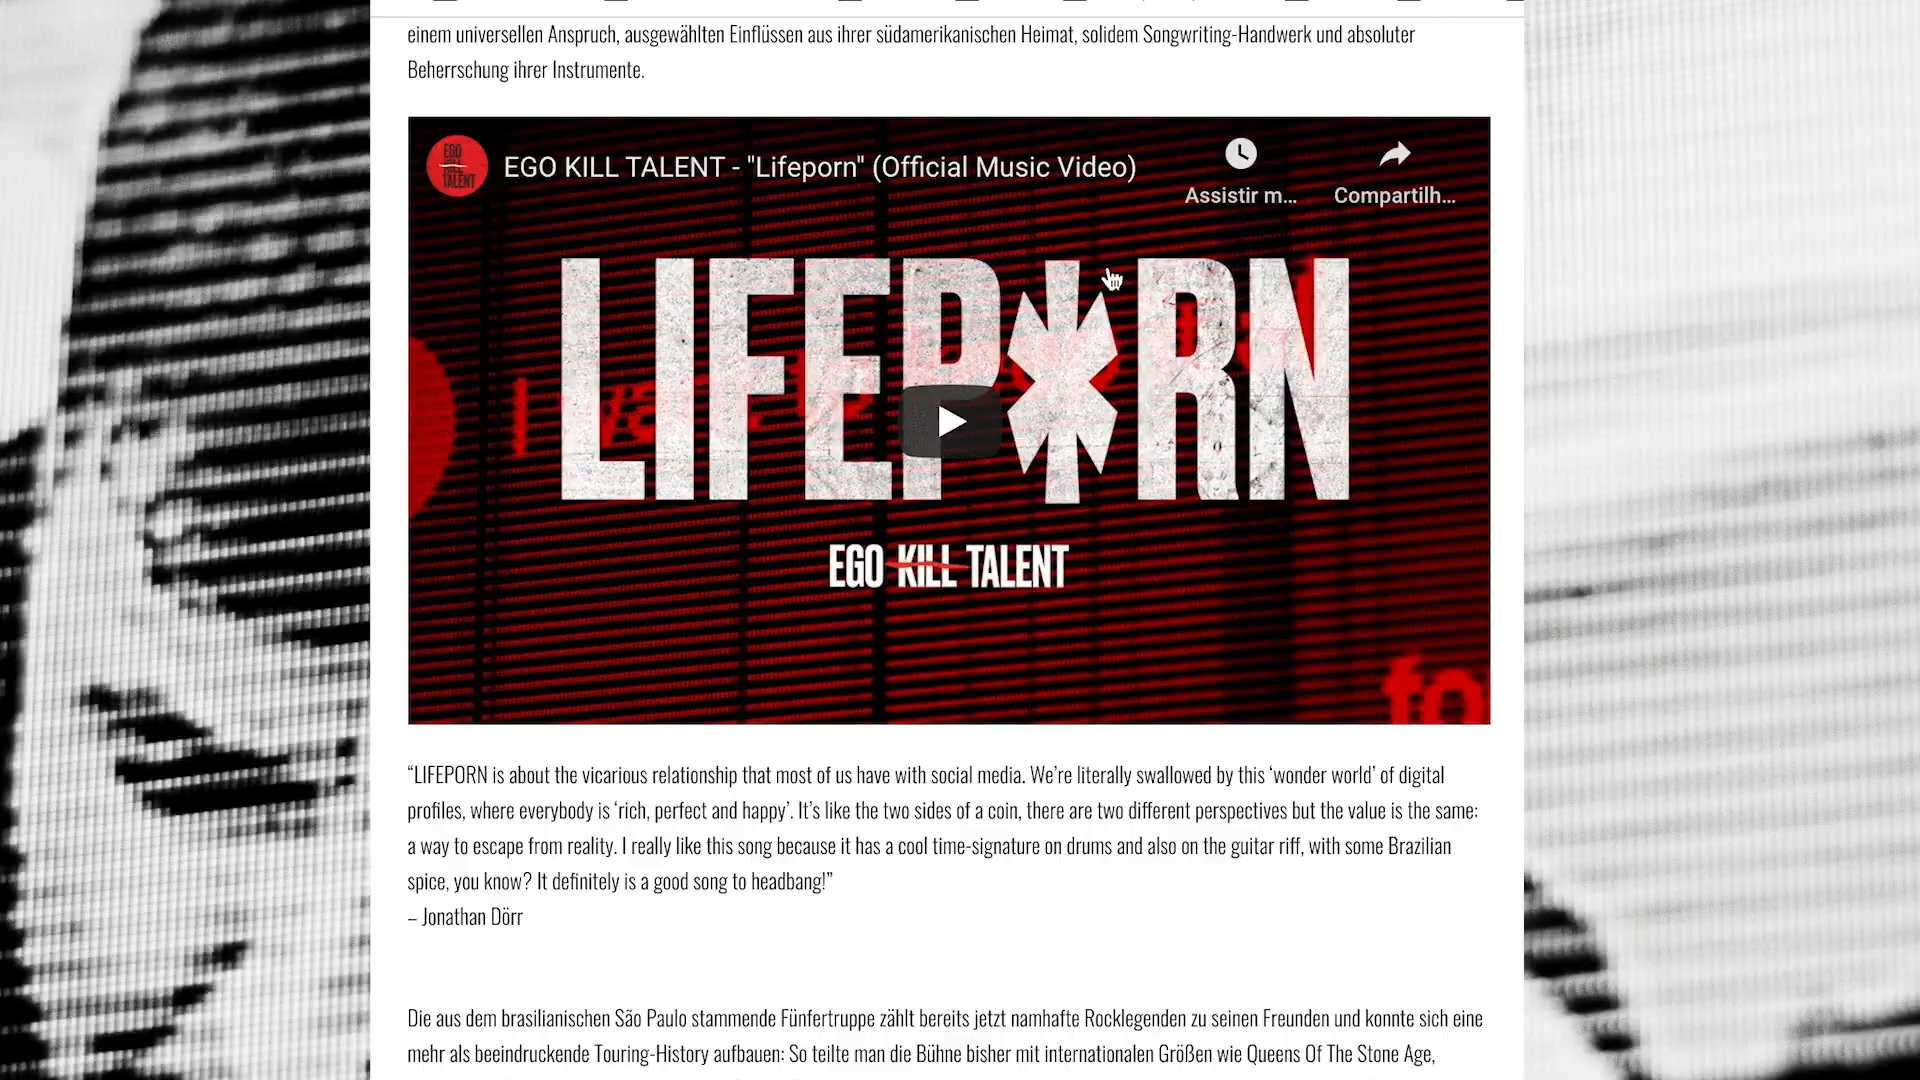 einem universellen Anspruch, ausgewählten Einflüssen aus ihrer südamerikanischen Heimat, solidem Songwriting-Handwerk und absoluter
Beherrschung ihrer Instrumente.
EGO KILL TALENT
EGO KILL TALENT - "Lifeporn" (Official Music Video)
Assistir m...
Compartilh...
LIFEP*RN
EGO KILL TALENT
fo
“LIFEPORN is about the vicarious relationship that most of us have with social media. We’re literally swallowed by this ‘wonder world’ of digital
profiles, where everybody is ‘rich, perfect and happy’. It’s like the two sides of a coin, there are two different perspectives but the value is the same:
a way to escape from reality. I really like this song because it has a cool time-signature on drums and also on the guitar riff, with some Brazilian
spice, you know? It definitely is a good song to headbang!”
– Jonathan Dörr
Die aus dem brasilianischen São Paulo stammende Fünfertruppe zählt bereits jetzt namhafte Rocklegenden zu seinen Freunden und konnte sich eine
mehr als beeindruckende Touring-History aufbauen: So teilte man die Bühne bisher mit internationalen Größen wie Queens Of The Stone Age,